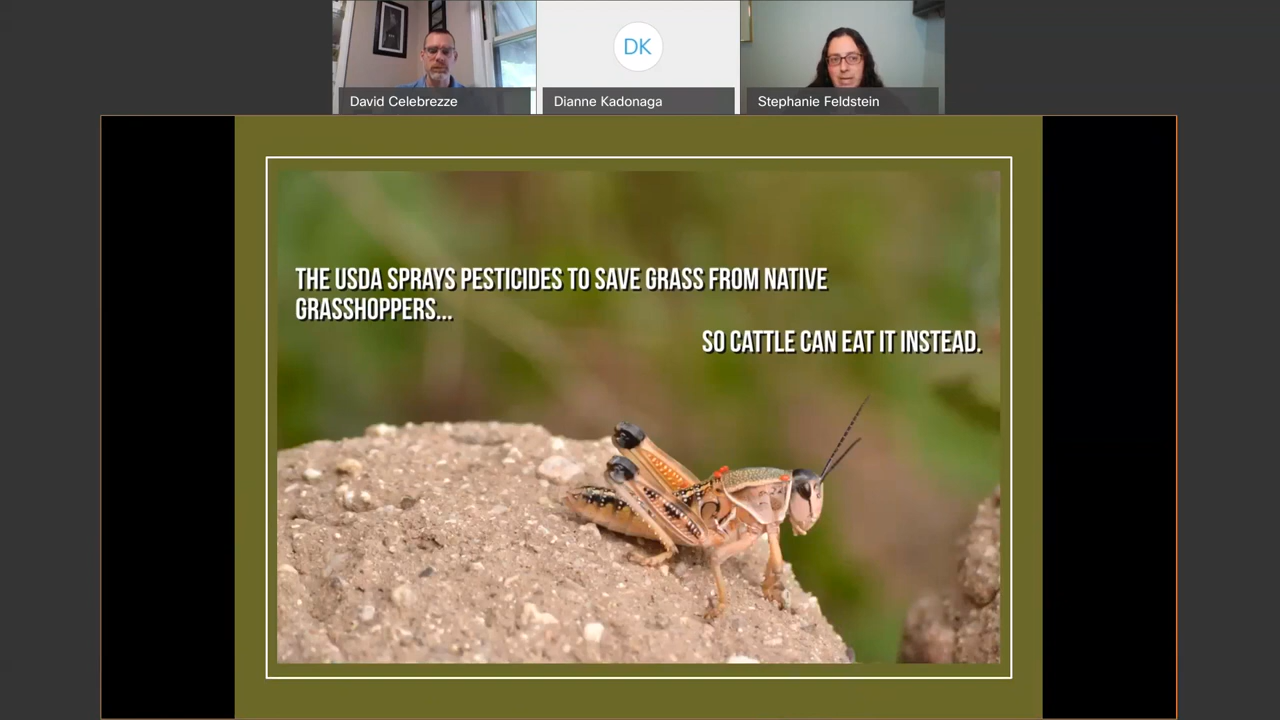 DK
David Celebrezze
Dianne Kadonaga
Stephanie Feldstein
THE USDA SPRAYS PESTICIDES TO SAVE GRASS FROM NATIVE
GRASSHOPPERS...
SO CATTLE CAN EAT IT INSTEAD.